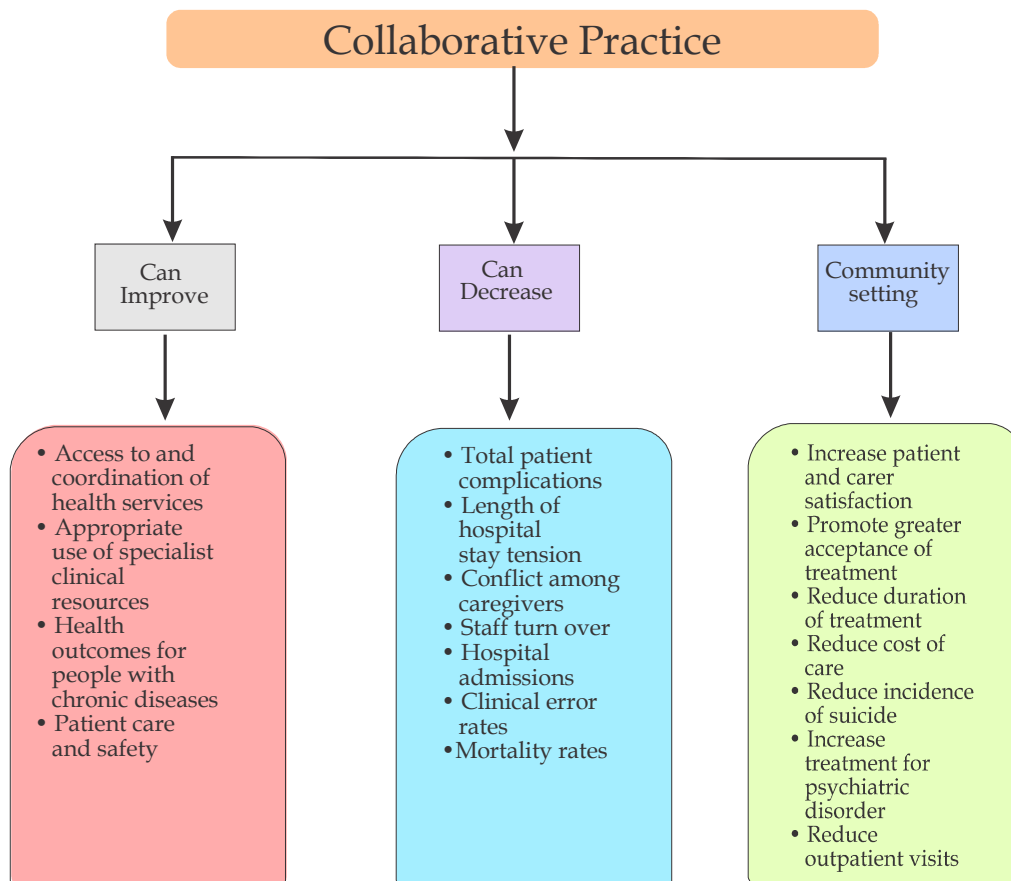 Collaborative Practice
Can
Improve
Can
Decrease
Community
setting
• Access to and
coordination of
health services
• Appropriate
use of specialist
clinical
resources
• Health
outcomes for
people with
chronic diseases
• Patient care
and safety
• Total patient
complications
• Length of
hospital
stay tension
• Conflict among
caregivers
• Staff turn over
• Hospital
admissions
• Clinical error
rates
•Mortality rates
• Increase patient
and carer
satisfaction
• Promote greater
acceptance of
treatment
• Reduce duration
of treatment
• Reduce cost of
care
• Reduce incidence
of suicide
• Increase
treatment for
psychiatric
disorder
• Reduce
outpatient visits